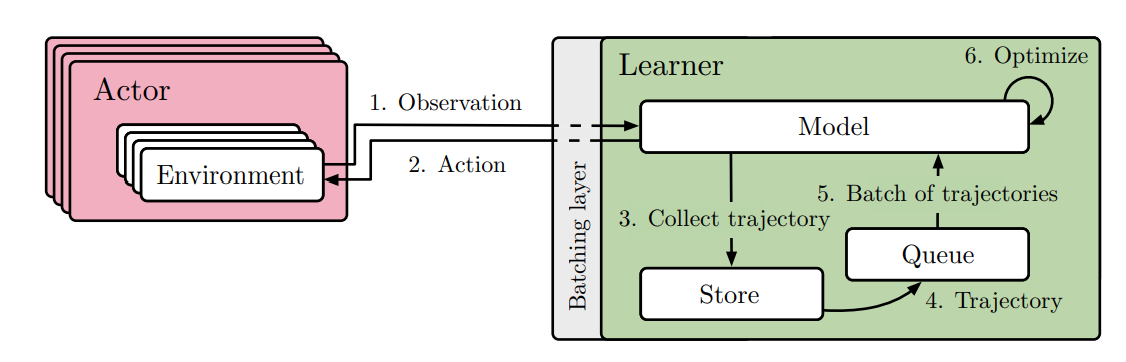 Actor
Environment
1. Observation
2. Action
Batching layer
Learner
6. Optimize
Model
3. Collect trajectory
5. Batch of trajectories
Queue
Store
4. Trajectory